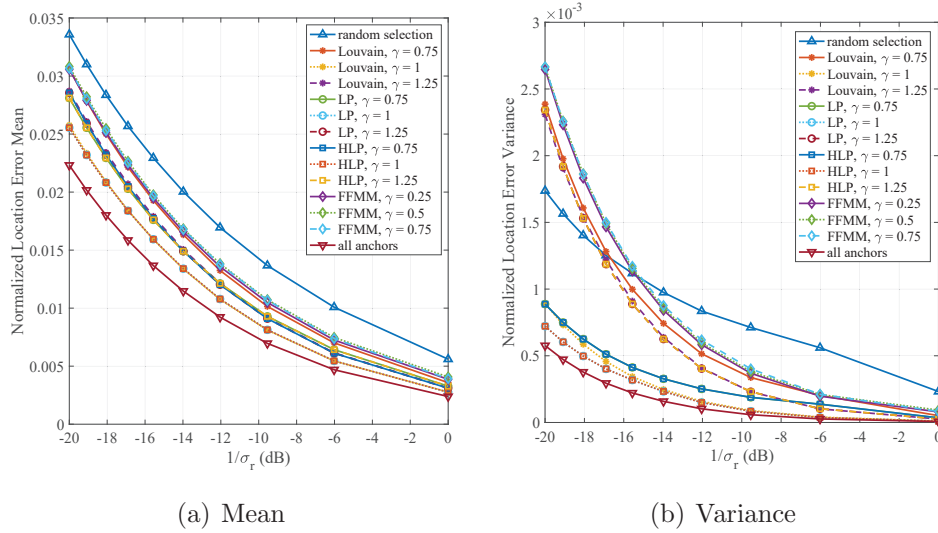 0.035
0.03
0.025
0.02
0.015
0.01
0.005
0
Normalized Location Error Mean
-20 -18 -16 -14 -12 -10 -8 -6 -4 -2 0
1/σr (dB)
random selection
Louvain, γ = 0.75
Louvain, γ = 1
Louvain, γ = 1.25
LP, γ = 0.75
LP, γ = 1
LP, γ = 1.25
HLP, γ = 0.75
HLP, γ = 1
HLP, γ = 1.25
FFMM, γ = 0.25
FFMM, γ = 0.5
FFMM, γ = 0.75
all anchors
(a) Mean
3 ×10-3
2.5
2
1.5
1
0.5
0
Normalized Location Error Variance
-20 -18 -16 -14 -12 -10 -8 -6 -4 -2 0
1/σr (dB)
random selection
Louvain, γ = 0.75
Louvain, γ = 1
Louvain, γ = 1.25
LP, γ = 0.75
LP, γ = 1
LP, γ = 1.25
HLP, γ = 0.75
HLP, γ = 1
HLP, γ = 1.25
FFMM, γ = 0.25
FFMM, γ = 0.5
FFMM, γ = 0.75
all anchors
(b) Variance